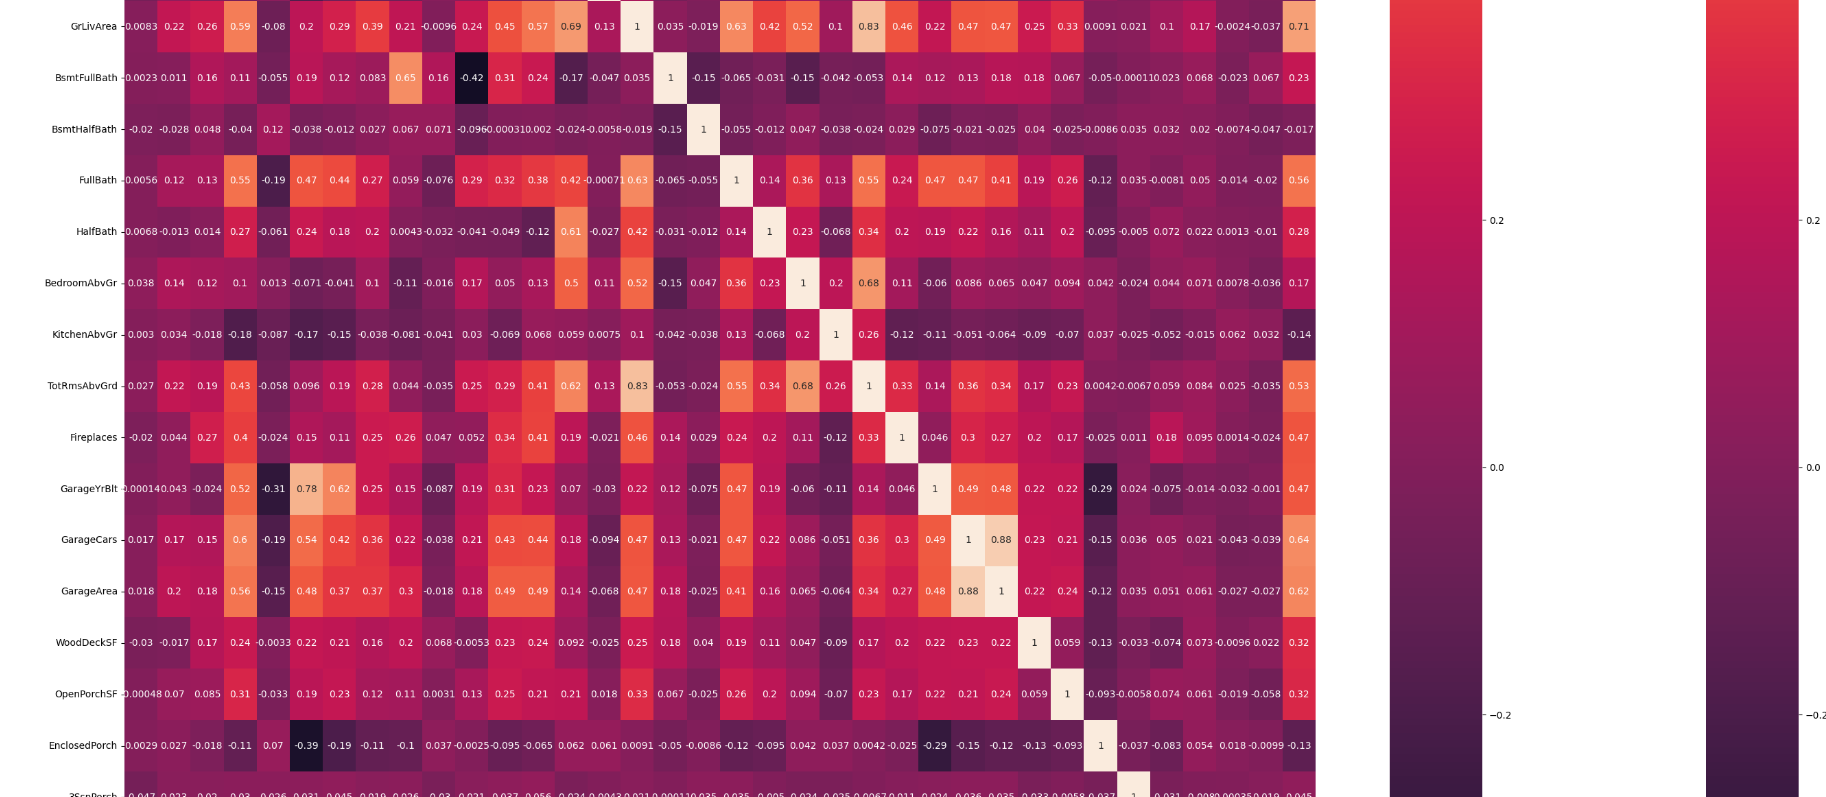 GrLivArea 0.0083 0.22 0.26 0.59 -0.08 0.2 0.29 0.39 0.21 -0.0096 0.24 0.45 0.57 0.69 0.13 1 0.035 -0.019 0.63 0.42 0.52 0.1 0.83 0.46 0.22 0.47 0.47 0.25 0.33 0.0091 0.021 0.1 0.17 -0.0024 -0.037 0.71
BsmtFullBath 0.0023 0.011 0.16 0.11 -0.055 0.19 0.12 0.083 0.65 0.16 -0.42 0.31 0.24 -0.17 -0.047 0.035 1 -0.15 -0.065 -0.031 -0.15 -0.042 -0.053 0.14 0.12 0.13 0.18 0.18 0.067 -0.05 -0.00011 0.023 0.068 -0.023 0.067 0.23
BsmtHalfBath -0.02 -0.028 0.048 -0.04 0.12 -0.038 -0.012 0.027 0.067 0.071 -0.096 -0.00031 0.002 -0.024 -0.0058 -0.019 -0.15 1 -0.055 -0.012 0.047 -0.038 -0.024 0.029 -0.075 -0.021 -0.025 0.04 -0.025 -0.0086 0.035 0.032 0.02 -0.0074 -0.047 -0.017
FullBath 0.0056 0.12 0.13 0.55 -0.19 0.47 0.44 0.27 0.059 -0.076 0.29 0.32 0.38 0.42 -0.00071 0.63 -0.065 -0.055 1 0.14 0.36 0.13 0.55 0.24 0.47 0.47 0.41 0.19 0.26 -0.12 0.035 -0.0081 0.05 -0.014 -0.02 0.56
HalfBath 0.0068 -0.013 0.014 0.27 -0.061 0.24 0.18 0.2 0.0043 -0.032 -0.041 -0.049 -0.12 0.61 -0.027 0.42 -0.031 -0.012 0.14 1 0.23 -0.068 0.34 0.2 0.19 0.22 0.16 0.11 0.2 -0.095 -0.005 0.072 0.022 0.0013 -0.01 0.28
0.2 0.2
BedroomAbvGr 0.038 0.14 0.12 0.1 0.013 -0.071 -0.041 0.1 -0.11 -0.016 0.17 0.05 0.13 0.5 0.11 0.52 -0.15 0.047 0.36 0.23 1 0.2 0.68 0.11 -0.06 0.086 0.065 0.047 0.094 0.042 -0.024 0.044 0.071 0.0078 -0.036 0.17
KitchenAbvGr 0.003 0.034 -0.018 -0.18 -0.087 -0.17 -0.15 -0.038 -0.081 -0.041 0.03 -0.069 0.068 0.059 0.0075 0.1 -0.042 -0.038 0.13 -0.068 0.2 1 0.26 -0.12 -0.11 -0.051 -0.064 -0.09 -0.07 0.037 -0.025 -0.052 -0.015 0.062 0.032 -0.14
TotRmsAbvGrd 0.027 0.22 0.19 0.43 -0.058 0.096 0.19 0.28 0.044 -0.035 0.25 0.29 0.41 0.62 0.13 0.83 -0.053 -0.024 0.55 0.34 0.68 0.26 1 0.33 0.14 0.36 0.34 0.17 0.23 0.0042 -0.0067 0.059 0.084 0.025 -0.035 0.53
Fireplaces -0.02 0.044 0.27 0.4 -0.024 0.15 0.11 0.25 0.26 0.047 0.052 0.34 0.41 0.19 -0.021 0.46 0.14 0.029 0.24 0.2 0.11 -0.12 0.33 1 0.046 0.3 0.27 0.2 0.17 -0.025 0.011 0.18 0.095 0.0014 -0.024 0.47
0.0 0.0
GarageYrBlt 0.00014 0.043 -0.024 0.52 -0.31 0.78 0.62 0.25 0.15 -0.087 0.19 0.31 0.23 0.07 -0.03 0.22 0.12 -0.075 0.47 0.19 -0.06 -0.11 0.14 0.046 1 0.49 0.48 0.22 0.22 -0.29 0.024 -0.075 -0.014 -0.032 -0.001 0.47
GarageCars 0.017 0.17 0.15 0.6 -0.19 0.54 0.42 0.36 0.22 -0.038 0.21 0.43 0.44 0.18 -0.094 0.47 0.13 -0.021 0.47 0.22 0.086 -0.051 0.36 0.3 0.49 1 0.88 0.23 0.21 -0.15 0.036 0.05 0.021 -0.043 -0.039 0.64
GarageArea 0.018 0.2 0.18 0.56 -0.15 0.48 0.37 0.37 0.3 -0.018 0.18 0.49 0.49 0.14 -0.068 0.47 0.18 -0.025 0.41 0.16 0.065 -0.064 0.34 0.27 0.48 0.88 1 0.22 0.24 -0.12 0.035 0.051 0.061 -0.027 -0.027 0.62
WoodDeckSF -0.03 -0.017 0.17 0.24 -0.0033 0.22 0.21 0.16 0.2 0.068 -0.0053 0.23 0.24 0.092 -0.025 0.25 0.18 0.04 0.19 0.11 0.047 -0.09 0.17 0.2 0.22 0.23 0.22 1 0.059 -0.13 -0.033 -0.074 0.073 -0.0096 0.022 0.32
OpenPorchSF 0.00048 0.07 0.085 0.31 -0.033 0.19 0.23 0.12 0.11 0.0031 0.13 0.25 0.21 0.21 0.018 0.33 0.067 -0.025 0.26 0.2 0.094 -0.07 0.23 0.17 0.22 0.21 0.24 0.059 1 -0.093 -0.0058 0.074 0.061 -0.019 -0.058 0.32
−0.2 −0.2
EnclosedPorch 0.0029 0.027 -0.018 -0.11 0.07 -0.39 -0.19 -0.11 -0.1 0.037 -0.0025 -0.095 -0.065 0.062 0.061 0.0091 -0.05 -0.0086 -0.12 -0.095 0.042 0.037 0.0042 -0.025 -0.29 -0.15 -0.12 -0.13 -0.093 1 -0.037 -0.083 0.054 0.018 -0.0099 -0.13
3SsnPorch